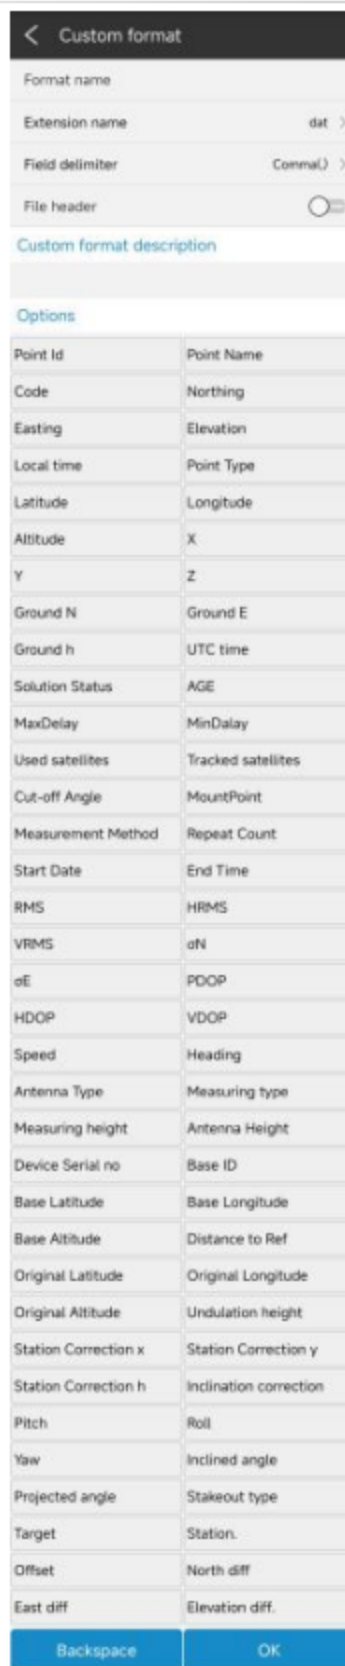 Custom format
Format name
Extension name dat
Field delimiter Comma(,)
File header
Custom format description
Options
Point Id Point Name
Code Northing
Easting Elevation
Local time Point Type
Latitude Longitude
Altitude X
Y Z
Ground N Ground E
Ground h UTC time
Solution Status AGE
MaxDelay MinDalay
Used satellites Tracked satellites
Cut-off Angle MountPoint
Measurement Method Repeat Count
Start Date End Time
RMS HRMS
VRMS σN
σE PDOP
HDOP VDOP
Speed Heading
Antenna Type Measuring type
Measuring height Antenna Height
Device Serial no Base ID
Base Latitude Base Longitude
Base Altitude Distance to Ref
Original Latitude Original Longitude
Original Altitude Undulation height
Station Correction x Station Correction y
Station Correction h Inclination correction
Pitch Roll
Yaw Inclined angle
Projected angle Stakeout type
Target Station.
Offset North diff
East diff Elevation diff.
Backspace OK